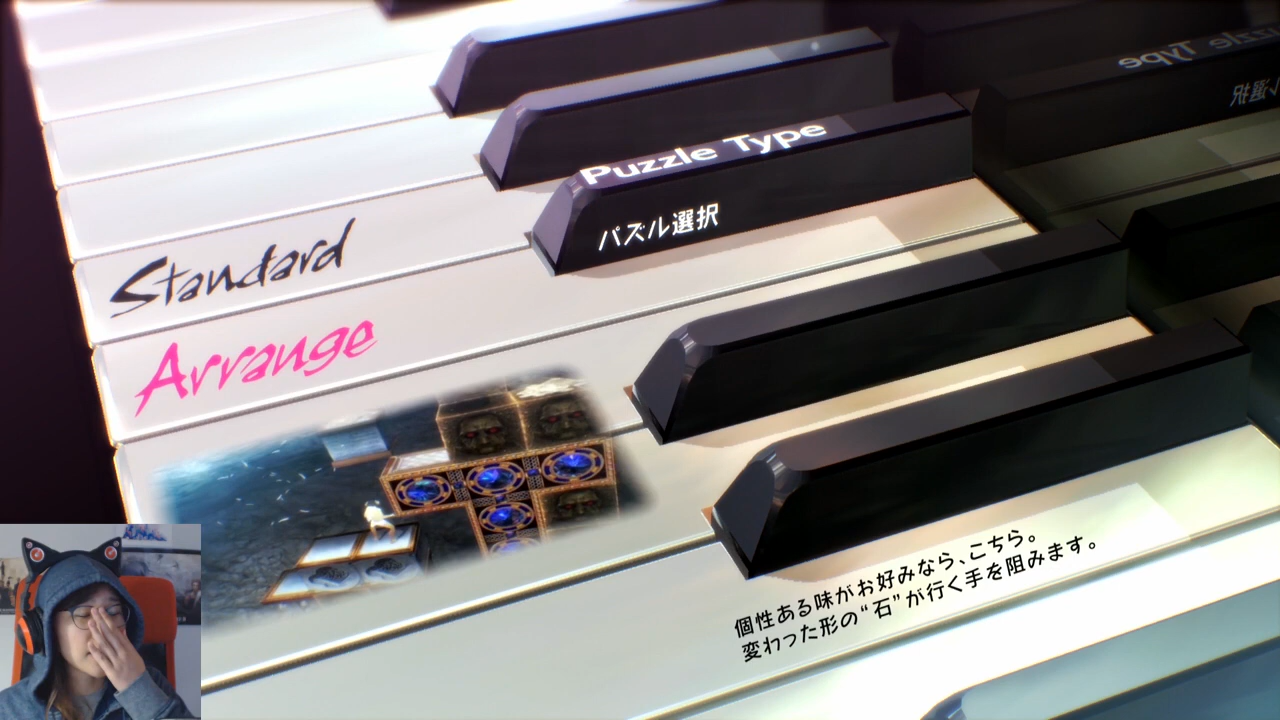 Puzzle Type
パズル選択
Standard
Arrange
個性ある味がお好みなら、こちら。
変わった形の“石”が行く手を阻みます。
Puzzle Type